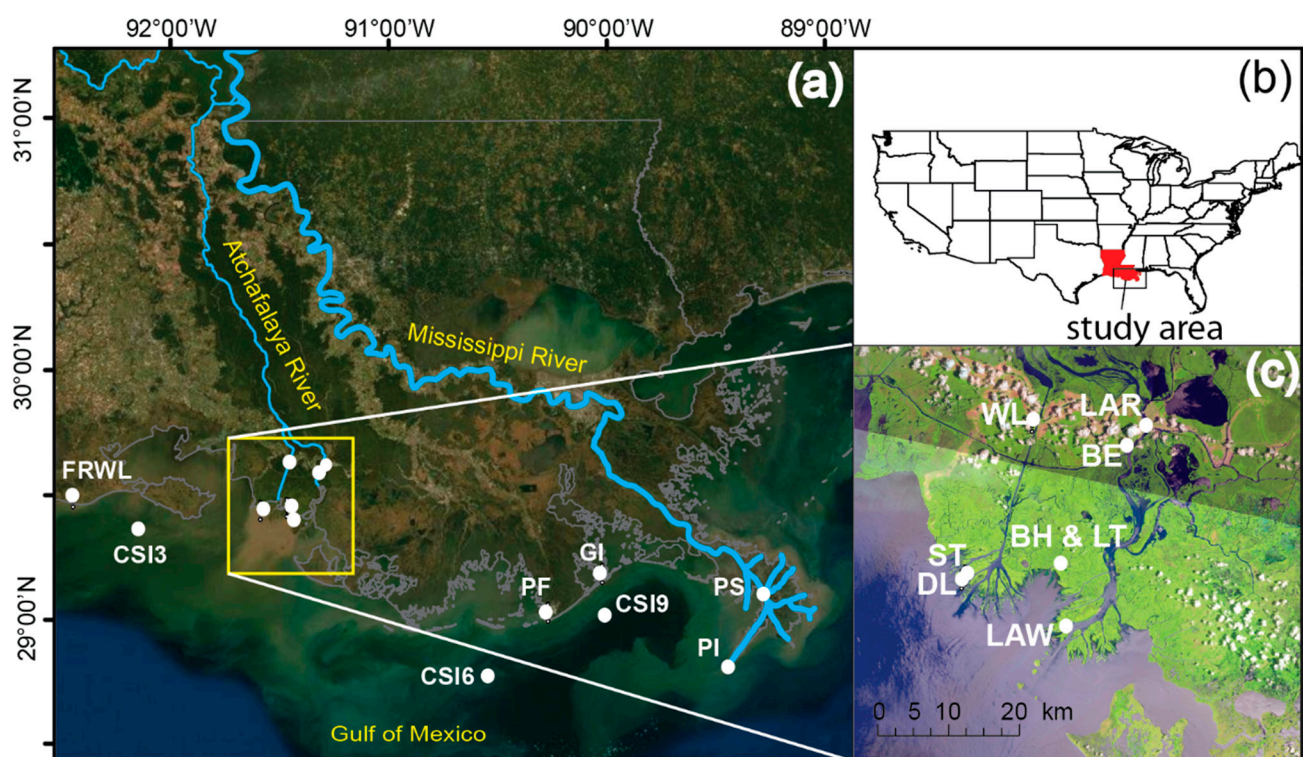 92°00'W 91°00'W 90°00'W 89°00'W
31°00'N
30°00'N
29°00'N
(a)
Atchafalaya River
Mississippi River
FRWL
CSI3
GI
PF
CSI9
PS
PI
CSI6
Gulf of Mexico
(b)
study area
(c)
WL
LAR
BE
BH & LT
ST
DL
LAW
0 5 10 20 km